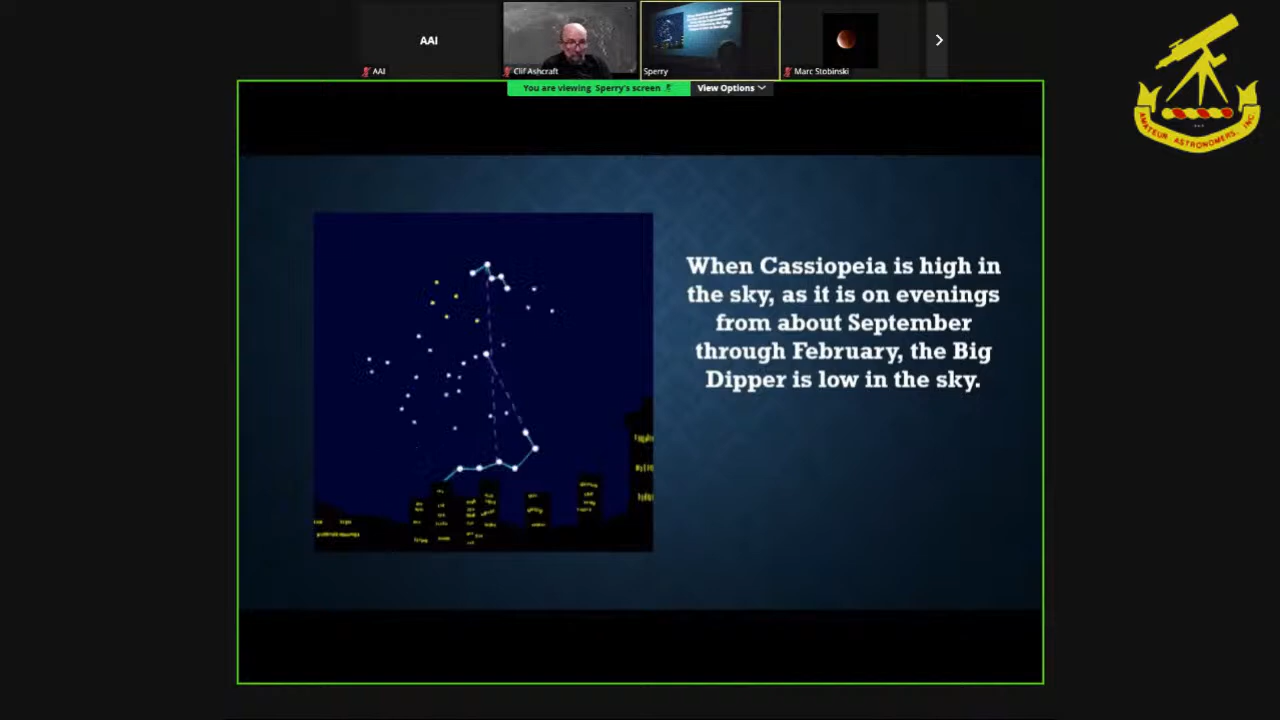 AAI
AAI
Clif Ashcraft
Sperry
Marc Stobinski
You are viewing Sperry's screen
View Options
AMATEUR ASTRONOMERS, INC
When Cassiopeia is high in
the sky, as it is on evenings
from about September
through February, the Big
Dipper is low in the sky.